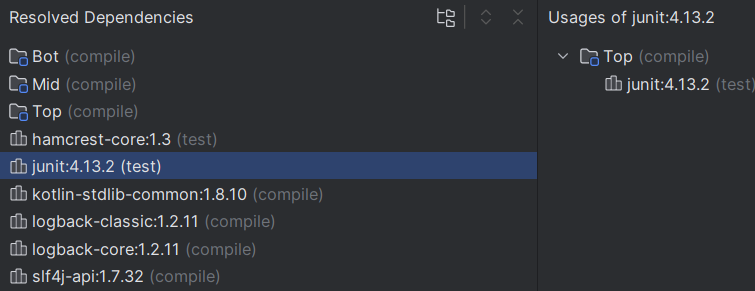 Resolved Dependencies
Bot (compile)
Mid (compile)
Top (compile)
hamcrest-core:1.3 (test)
junit:4.13.2 (test)
kotlin-stdlib-common:1.8.10 (compile)
logback-classic:1.2.11 (compile)
logback-core:1.2.11 (compile)
slf4j-api:1.7.32 (compile)
Usages of junit:4.13.2
Top (compile)
junit:4.13.2 (test)